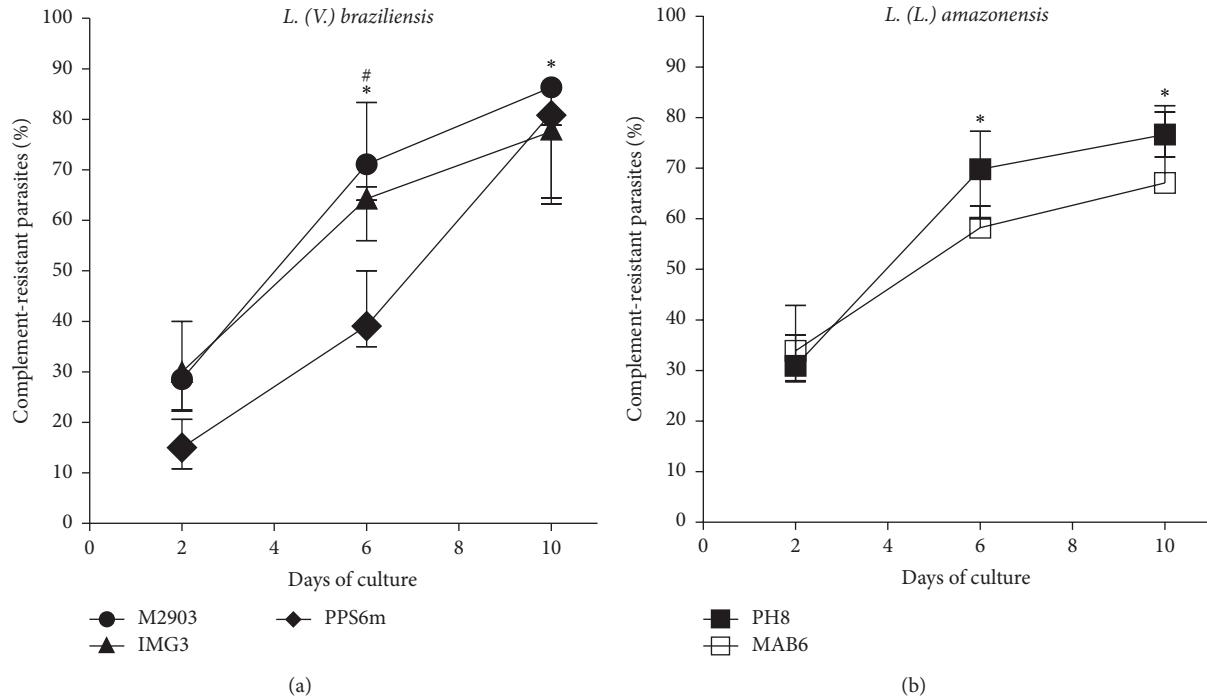 L. (V.) braziliensis
Complement-resistant parasites (%)
100
90
80
70
60
50
40
30
20
10
0
#
*
*
0 2 4 6 8 10
Days of culture
M2903
IMG3
PPS6m
(a)
L. (L.) amazonensis
Complement-resistant parasites (%)
100
90
80
70
60
50
40
30
20
10
0
*
*
0 2 4 6 8 10
Days of culture
PH8
MAB6
(b)